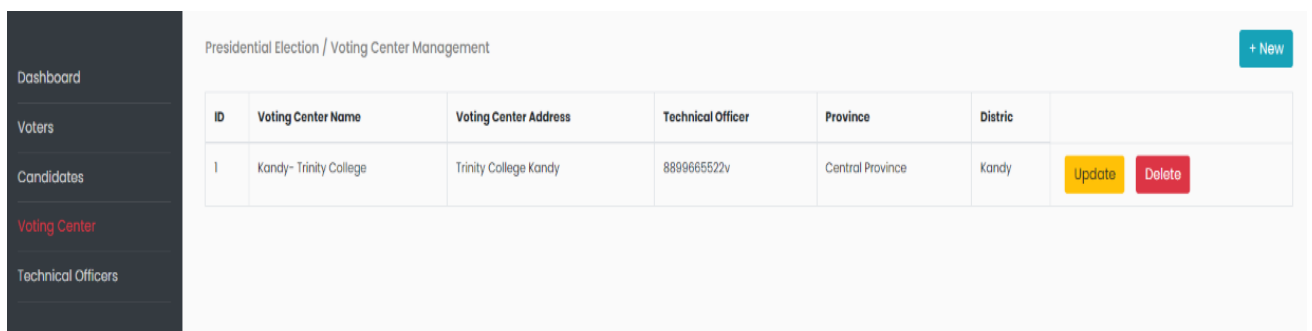 Presidential Election / Voting Center Management
+ New
Dashboard
Voters
Candidates
Voting Center
Technical Officers
ID Voting Center Name Voting Center Address Technical Officer Province Distric
1 Kandy- Trinity College Trinity College Kandy 8899665522v Central Province Kandy Update Delete